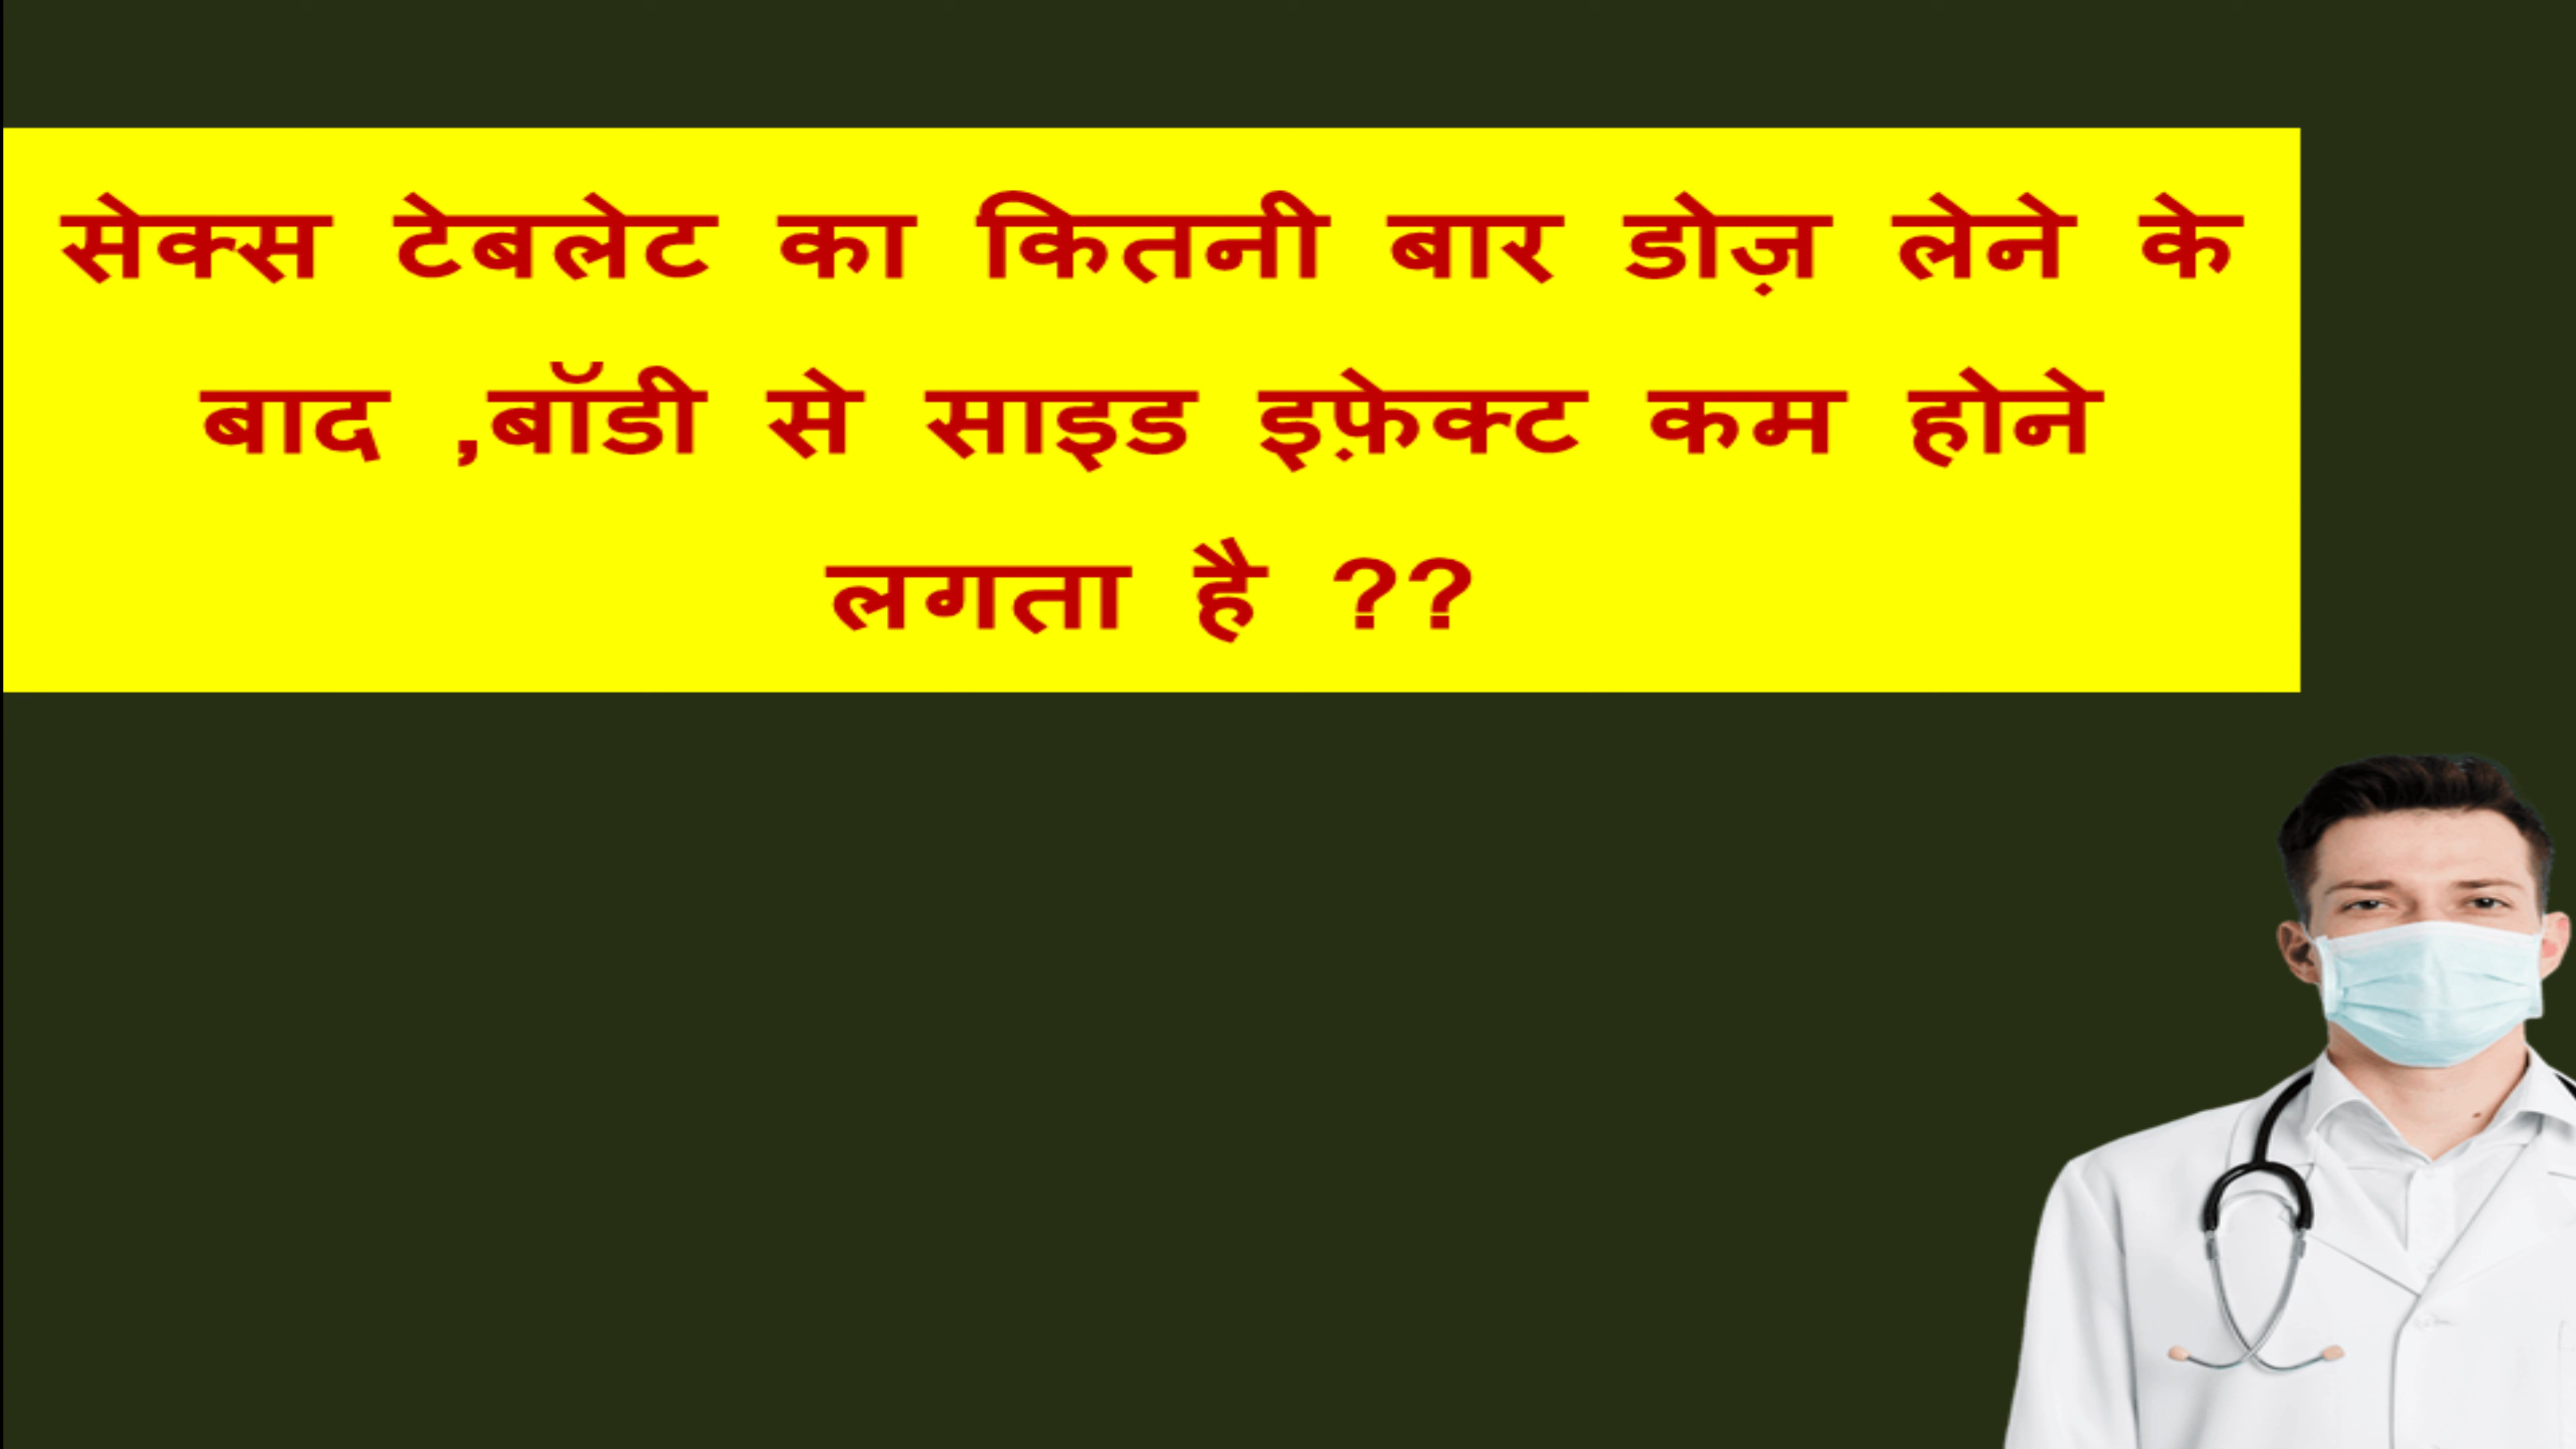 सेक्स टेबलेट का कितनी बार डोज़ लेने के
बाद ,बॉडी से साइड इफ़ेक्ट कम होने
लगता है ??